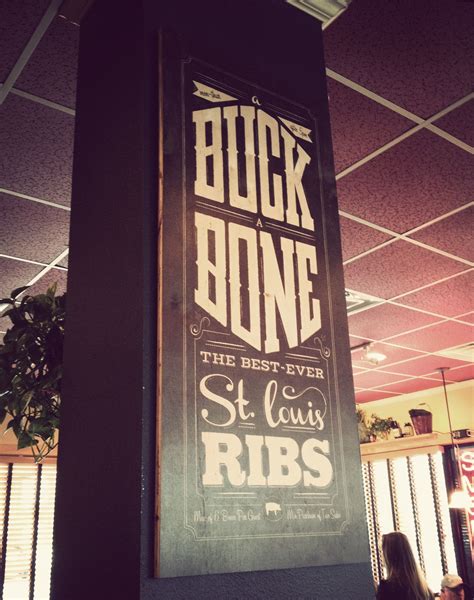 a
BUCK
A
BONE
THE BEST-EVER
St. Louis
RIBS